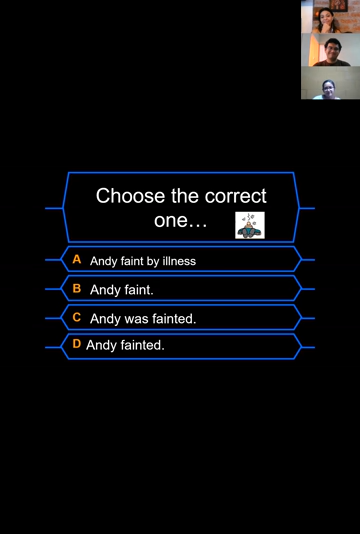 Choose the correct
one...
A Andy faint by illness
B Andy faint.
C Andy was fainted.
D Andy fainted.